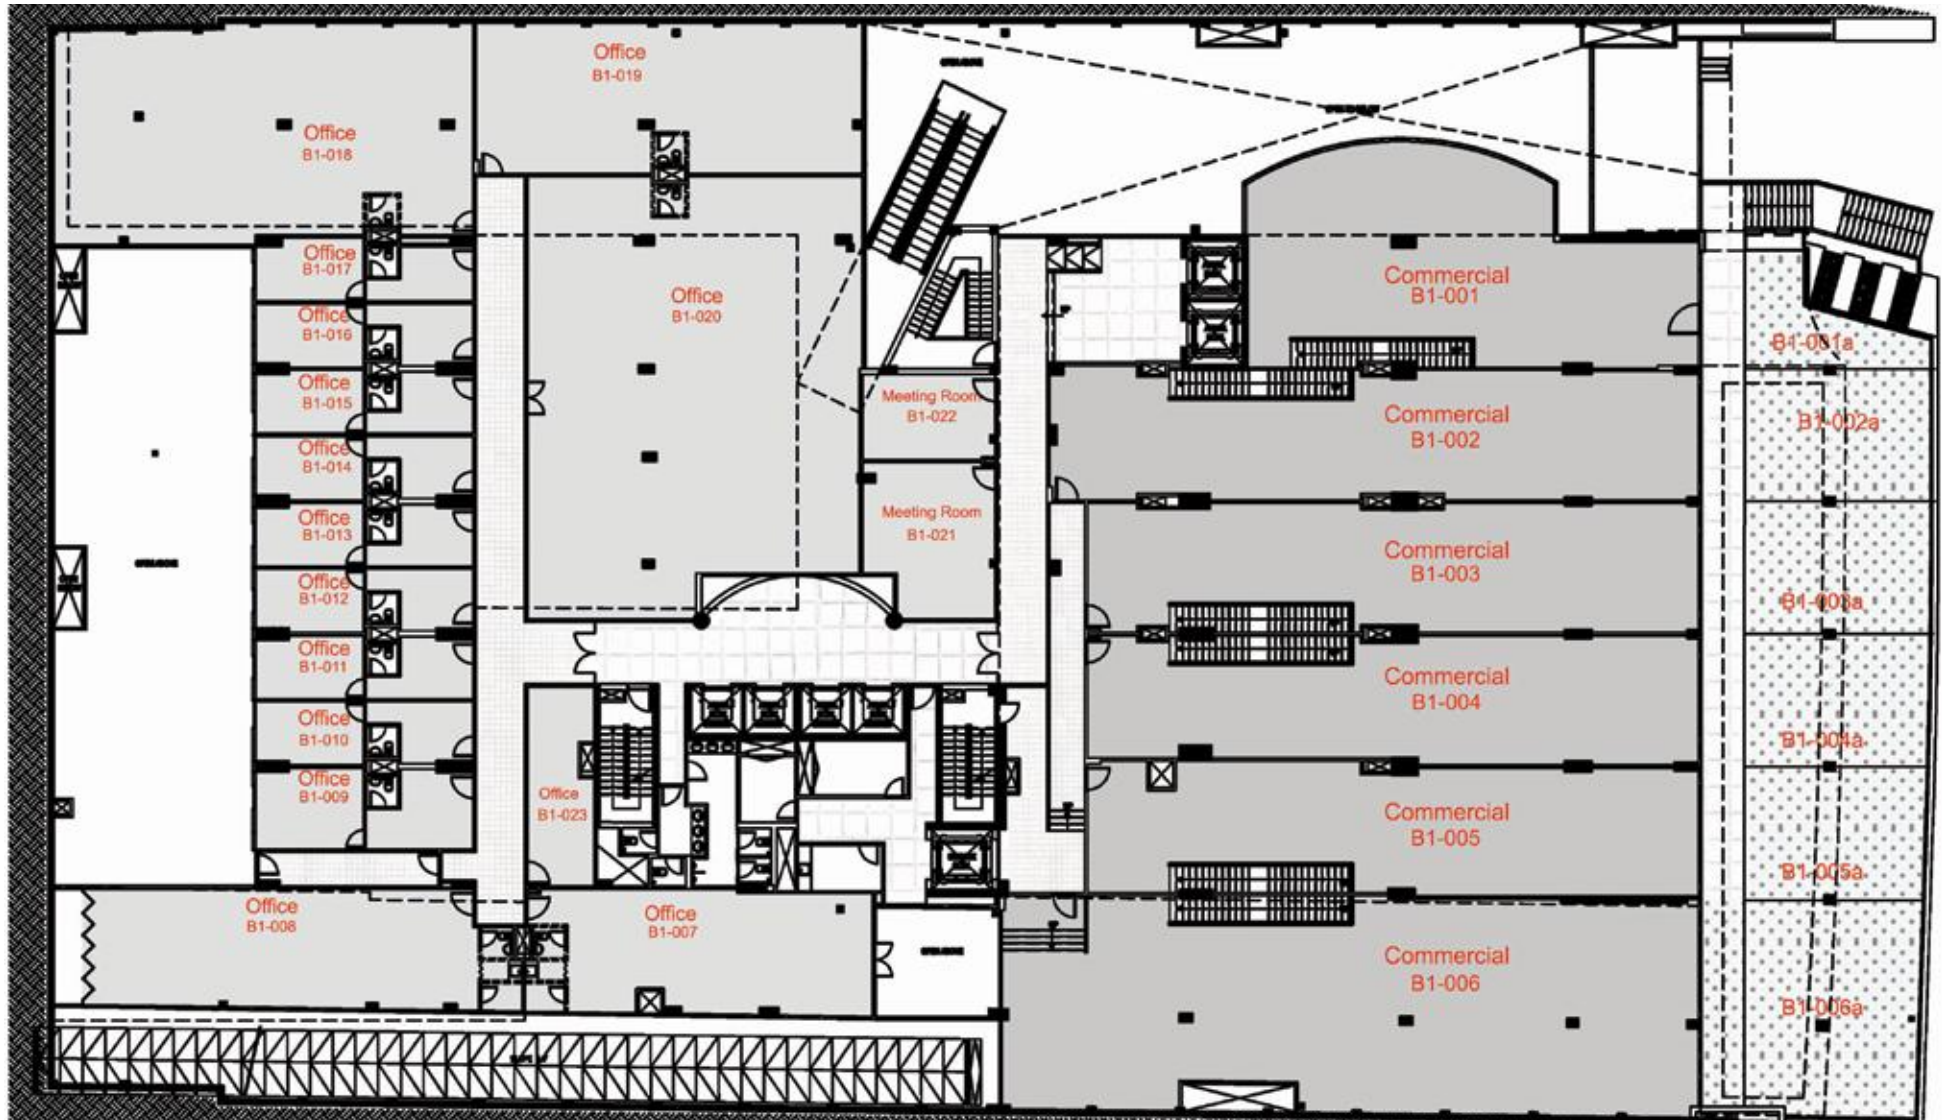 Office
B1-019
Office
B1-018
Office
B1-017
Office
B1-016
Office
B1-015
Office
B1-014
Office
B1-013
Office
B1-012
Office
B1-011
Office
B1-010
Office
B1-009
Office
B1-020
Meeting Room
B1-022
Meeting Room
B1-021
Office
B1-023
Office
B1-008
Office
B1-007
Commercial
B1-001
Commercial
B1-002
Commercial
B1-003
Commercial
B1-004
Commercial
B1-005
Commercial
B1-006
B1-001a
B1-002a
B1-003a
B1-004a
B1-005a
B1-006a